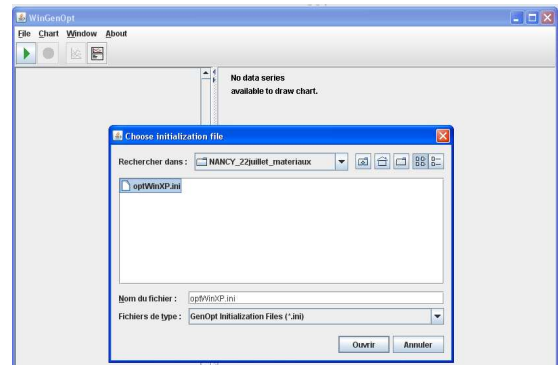 WinGenOpt
File Chart Window About
No data series
available to draw chart.
Choose initialization file
Rechercher dans : NANCY_22juillet_materiaux
optWinXP.ini
Nom du fichier : optWinXP.ini
Fichiers de type : GenOpt Initialization Files (*.ini)
Ouvrir Annuler